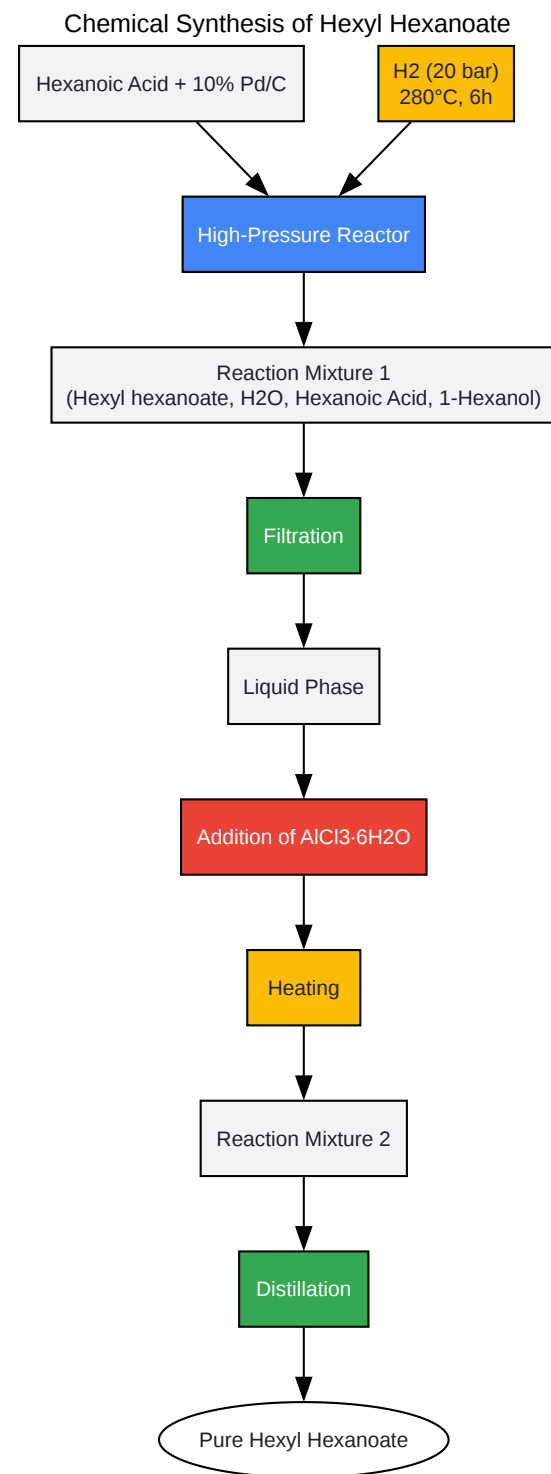 Chemical Synthesis of Hexyl Hexanoate
Hexanoic Acid + 10% Pd/C
H2 (20 bar)
280°C, 6h
High-Pressure Reactor
Reaction Mixture 1
(Hexyl hexanoate, H2O, Hexanoic Acid, 1-Hexanol)
Filtration
Liquid Phase
Addition of AlCl3·6H2O
Heating
Reaction Mixture 2
Distillation
Pure Hexyl Hexanoate